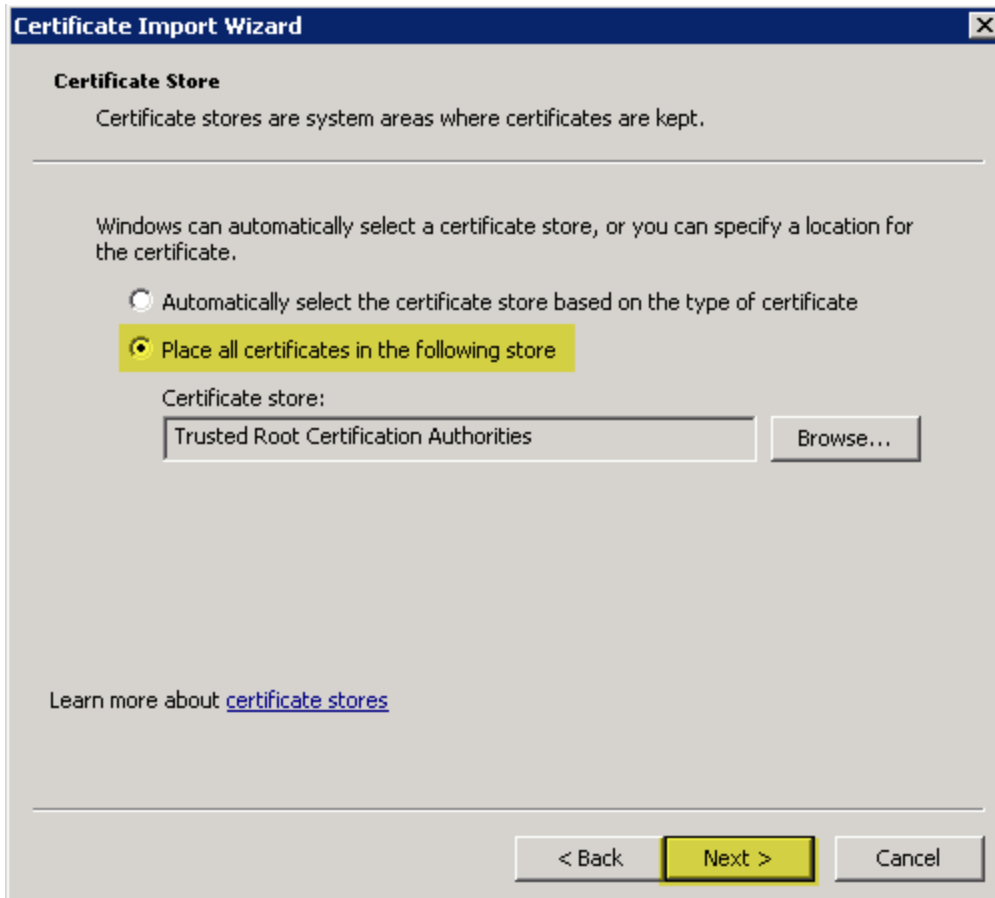 Certificate Import Wizard
Certificate Store
Certificate stores are system areas where certificates are kept.
Windows can automatically select a certificate store, or you can specify a location for
the certificate.
Automatically select the certificate store based on the type of certificate
Place all certificates in the following store
Certificate store:
Trusted Root Certification Authorities
Browse...
Learn more about certificate stores
< Back
Next >
Cancel